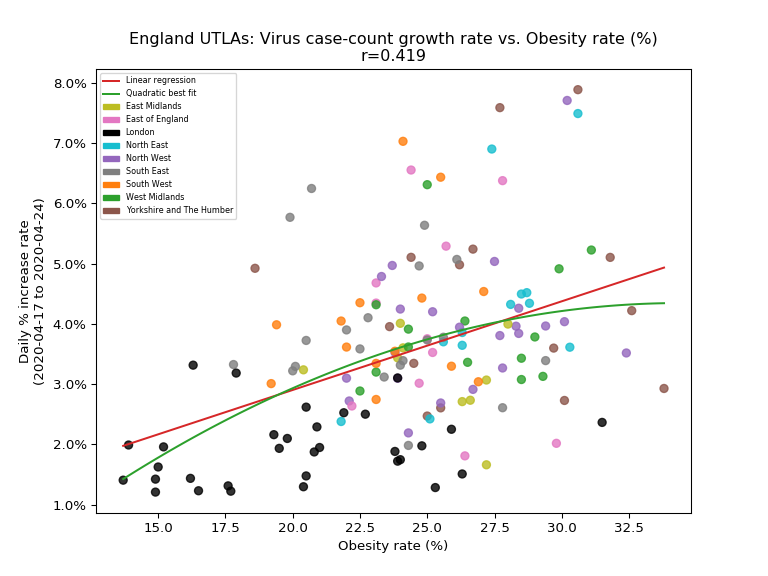 England UTLAs: Virus case-count growth rate vs. Obesity rate (%)
r=0.419
Linear regression
Quadratic best fit
East Midlands
East of England
London
North East
North West
South East
South West
West Midlands
Yorkshire and The Humber
8.0%
7.0%
6.0%
5.0%
4.0%
3.0%
2.0%
1.0%
Daily % increase rate
(2020-04-17 to 2020-04-24)
15.0 17.5 20.0 22.5 25.0 27.5 30.0 32.5
Obesity rate (%)